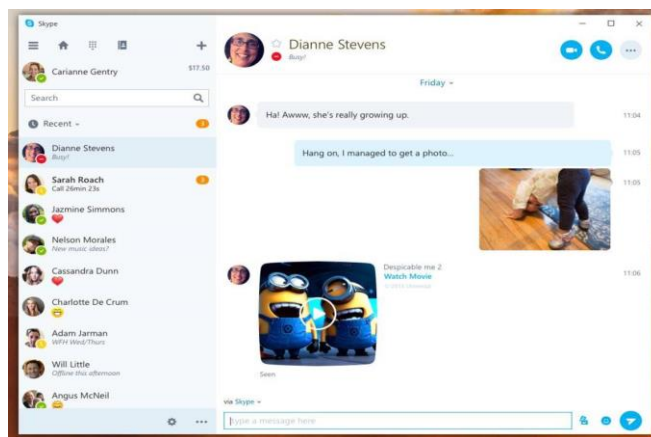 Skype
Carianne Gentry
$17.50
Search
Recent
3
Dianne Stevens
Busy!
Sarah Roach
Call 26min 23s
Jazmine Simmons
Nelson Morales
New music ideas?
Cassandra Dunn
Charlotte De Crum
Adam Jarman
WFH Wed/Thurs
Will Little
Offline this afternoon
Angus McNeil
Dianne Stevens
Busy!
Friday
Ha! Awww, she's really growing up.
11:04
Hang on, I managed to get a photo...
11:05
11:05
Despicable me 2
Watch Movie
11:06
Seen
via Skype
type a message here